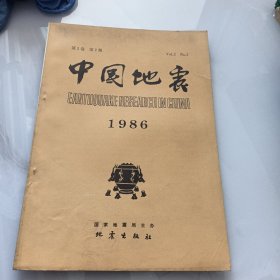 第2卷 第1期 Vol.2 No.1
中国地震
EARTHQUAKE RESEARCH IN CHINA
1986
国家地震局主办
地震出版社